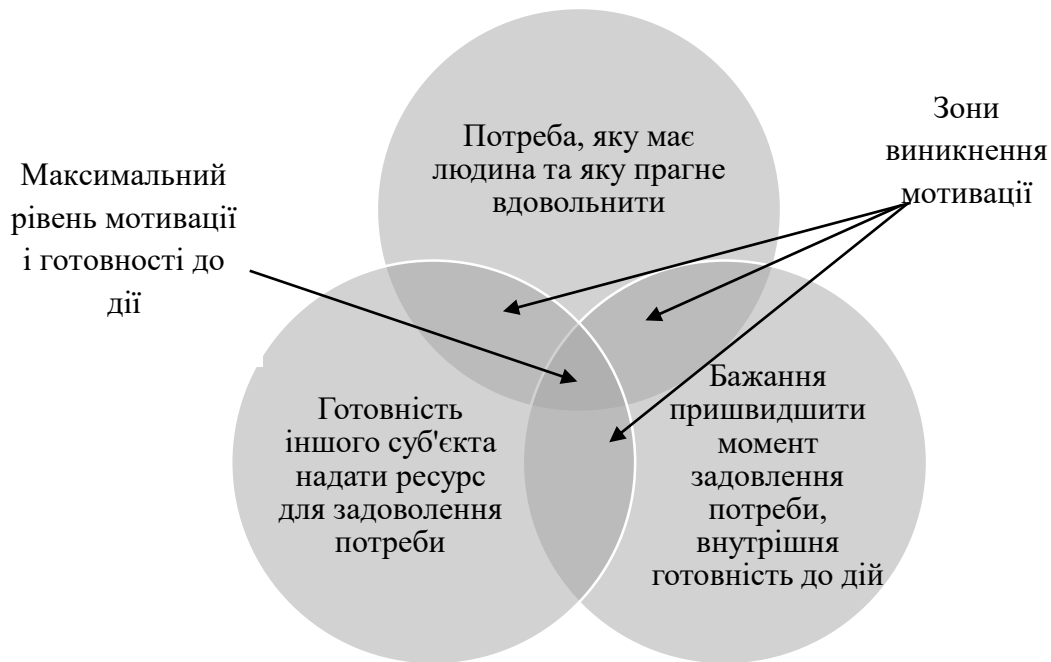 Потреба, яку має
людина та яку прагне
вдовольнити
Зони
виникнення
мотивації
Максимальний
рівень мотивації
і готовності до
дії
Готовність
іншого суб'єкта
надати ресурс
для задоволення
потреби
Бажання
пришвидшити
момент
задовлення
потреби,
внутрішня
готовність до дій